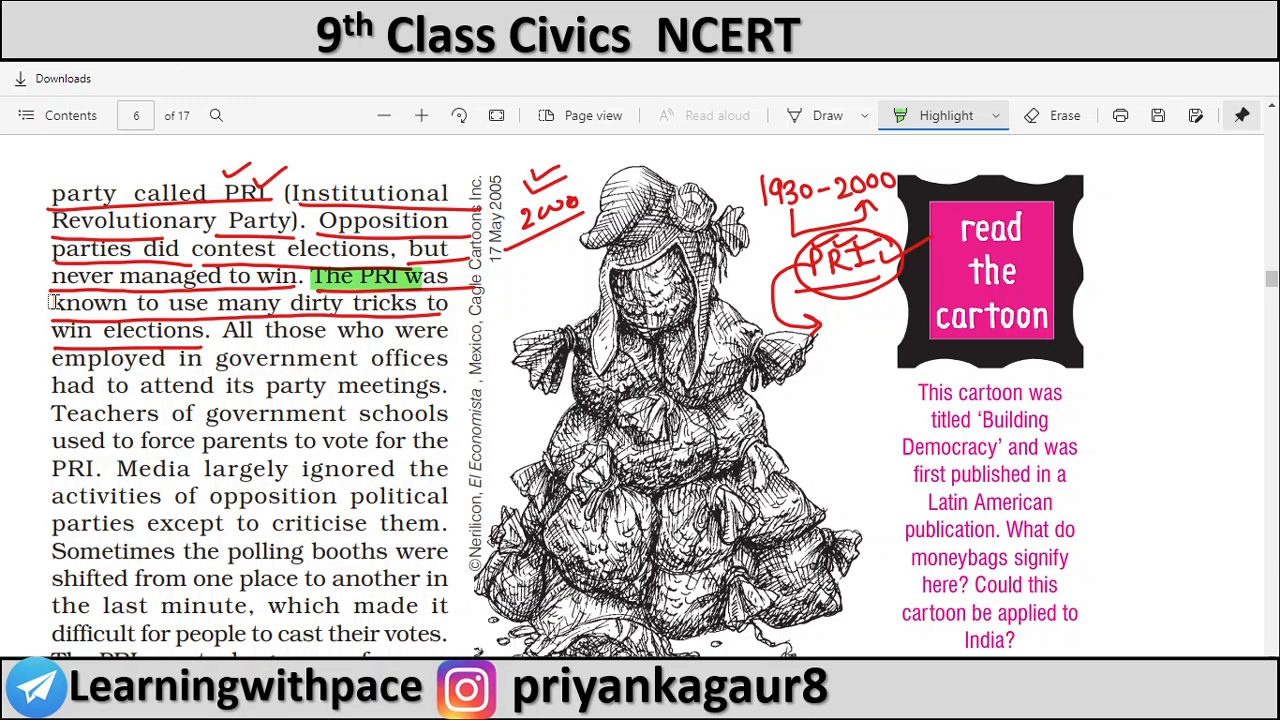 9th Class Civics NCERT
Downloads
Contents
6
of 17
Page view
Read aloud
Draw
Highlight
Erase
party called PRI (Institutional
Revolutionary Party). Opposition
parties did contest elections, but
never managed to win. The PRI was
known to use many dirty tricks to
win elections. All those who were
employed in government offices
had to attend its party meetings.
Teachers of government schools
used to force parents to vote for the
PRI. Media largely ignored the
activities of opposition political
parties except to criticise them.
Sometimes the polling booths were
shifted from one place to another in
the last minute, which made it
difficult for people to cast their votes.
©Nerilicon, El Economista , Mexico, Cagle Cartoons Inc.
17 May 2005
2000
1930-2000
PRI
read
the
cartoon
This cartoon was
titled ‘Building
Democracy’ and was
first published in a
Latin American
publication. What do
moneybags signify
here? Could this
cartoon be applied to
India?
Learningwithpace
priyankagaur8